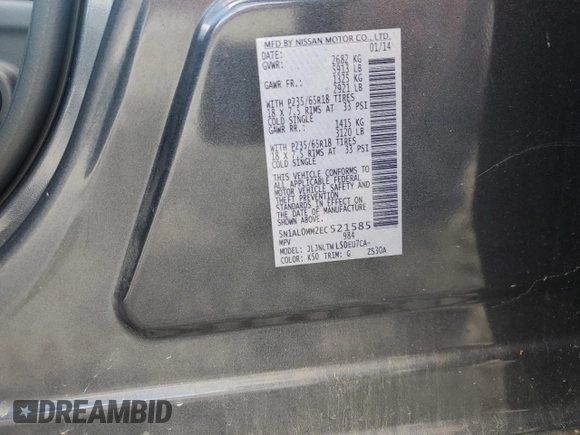 MFD BY NISSAN MOTOR CO., LTD.
DATE: 01/14
GVWR: 2682 KG
5913 LB
GAWR FR.: 1325 KG
2921 LB
WITH P235/65R18 TIRES
18 X 7.5 RIMS AT 33 PSI
COLD SINGLE
GAWR RR.: 1415 KG
3120 LB
WITH P235/65R18 TIRES
18 X 7.5 RIMS AT 33 PSI
COLD SINGLE
THIS VEHICLE CONFORMS TO
ALL APPLICABLE FEDERAL
MOTOR VEHICLE SAFETY AND
THEFT PREVENTION
STANDARDS IN EFFECT ON
THE DATE OF MANUFACTURE
SHOWN ABOVE.
5N1AL0MM2EC521585
MPV 984
MODEL: JLJNLTWL50EU7CA-
COLOR: K50 TRIM: G ZS30A
DREAMBID